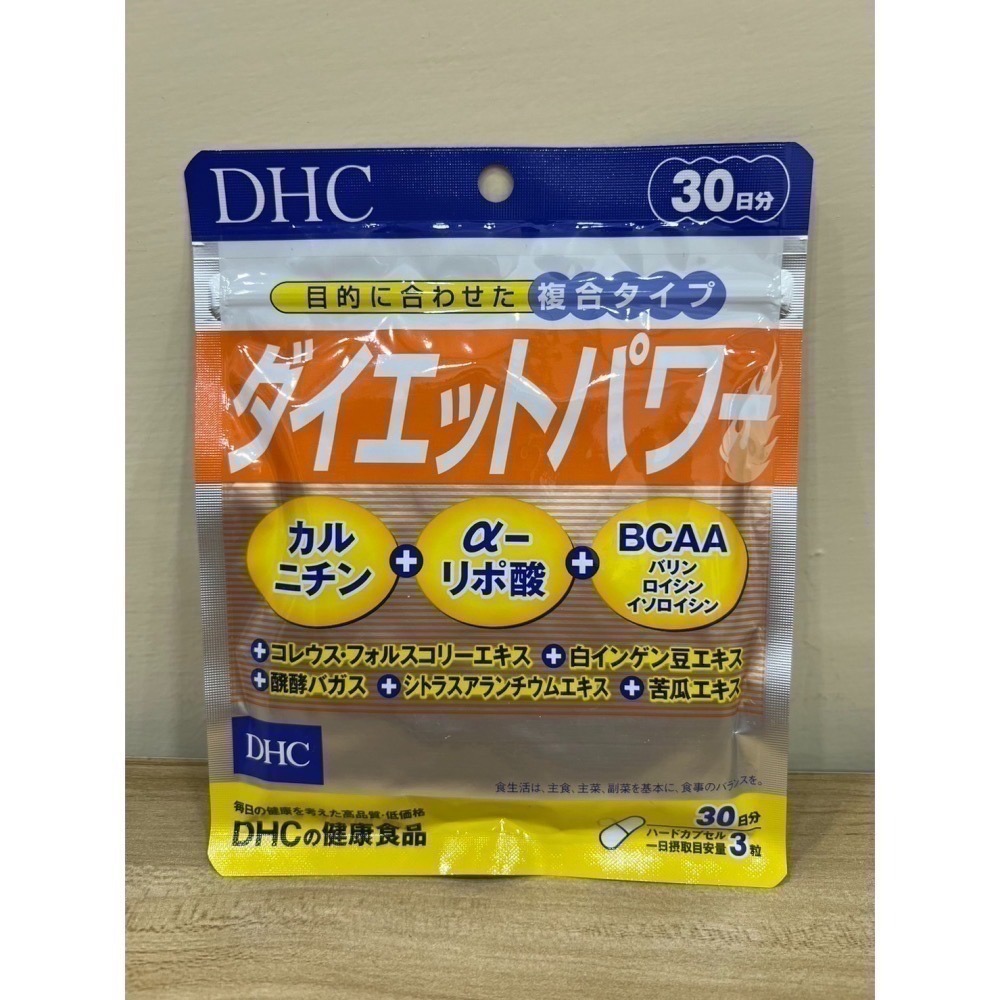 DHC
30日分
目的に合わせた 複合タイプ
ダイエットパワー
カル
ニチン
+
α-
リポ酸
+
BCAA
バリン
ロイシン
イソロイシン
+コレウス・フォルスコリーエキス +白インゲン豆エキス
+醗酵バガス +シトラスアランチウムエキス +苦瓜エキス
DHC
食生活は、主食、主菜、副菜を基本に、食事のバランスを。
毎日の健康を考えた高品質・低価格
DHCの健康食品
30日分
ハードカプセル
一日摂取目安量 3粒